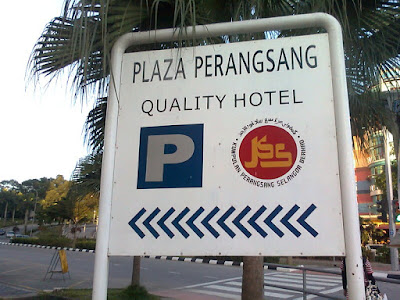 PLAZA PERANGSANG
QUALITY HOTEL
P
KUMPULAN PERANGSANG SELANGOR BERHAD